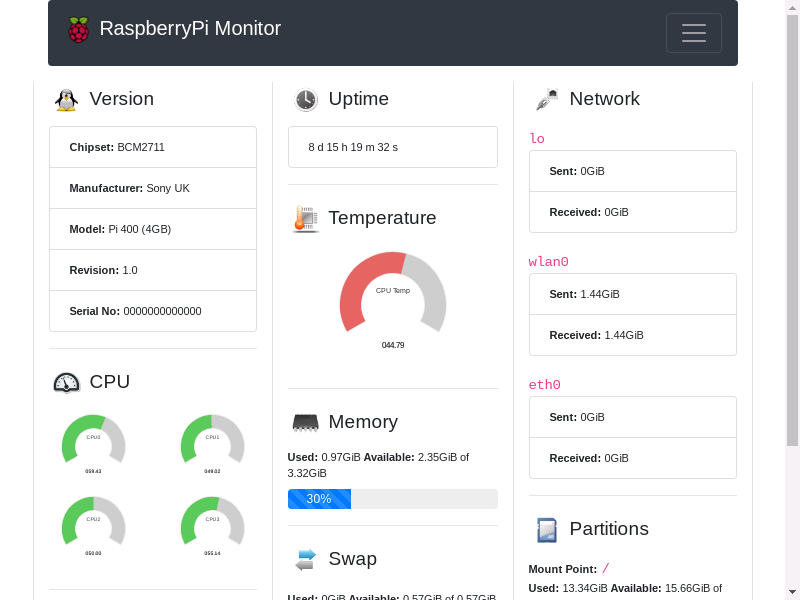 RaspberryPi Monitor
Version
Chipset: BCM2711
Manufacturer: Sony UK
Model: Pi 400 (4GB)
Revision: 1.0
Serial No: 0000000000000
CPU
CPU0
059.43
CPU1
049.02
CPU2
050.00
CPU3
055.14
Uptime
8 d 15 h 19 m 32 s
Temperature
CPU Temp
044.79
Memory
Used: 0.97GiB Available: 2.35GiB of
3.32GiB
30%
Swap
Used: 0GiB Available: 0.57GiB of 0.57GiB
Network
lo
Sent: 0GiB
Received: 0GiB
wlan0
Sent: 1.44GiB
Received: 1.44GiB
eth0
Sent: 0GiB
Received: 0GiB
Partitions
Mount Point: /
Used: 13.34GiB Available: 15.66GiB of